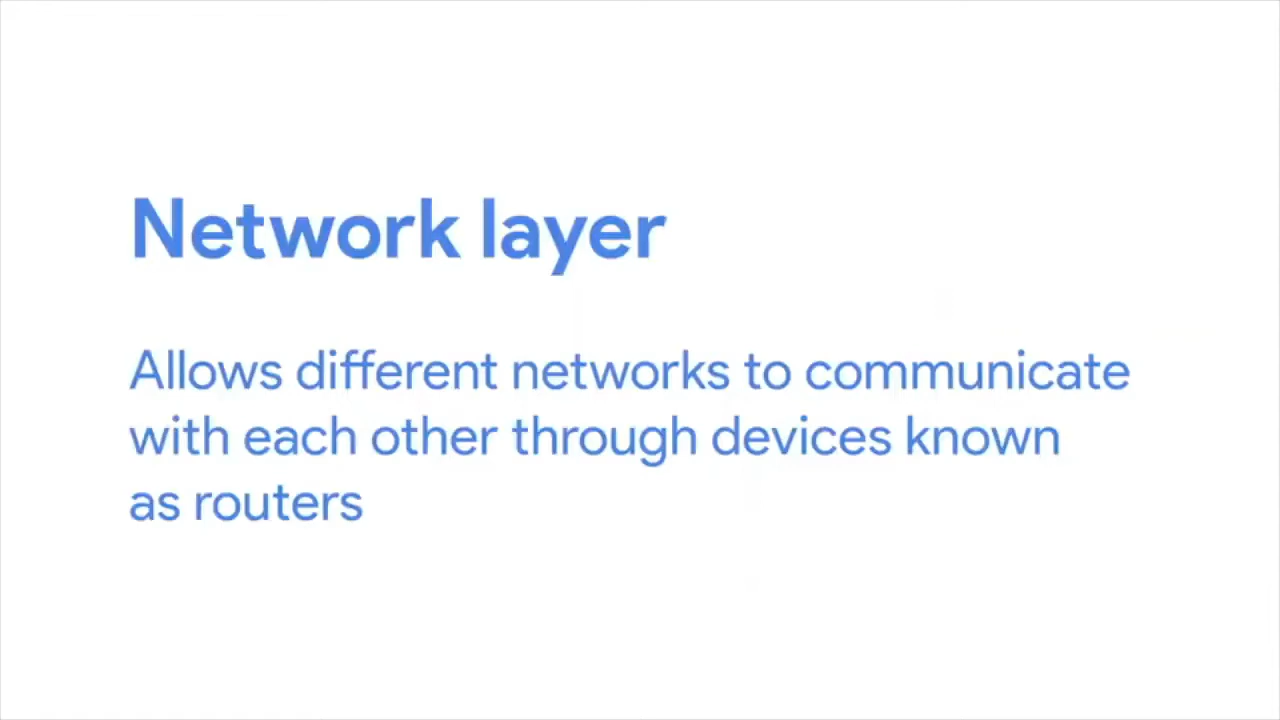 Network layer
Allows different networks to communicate
with each other through devices known
as routers